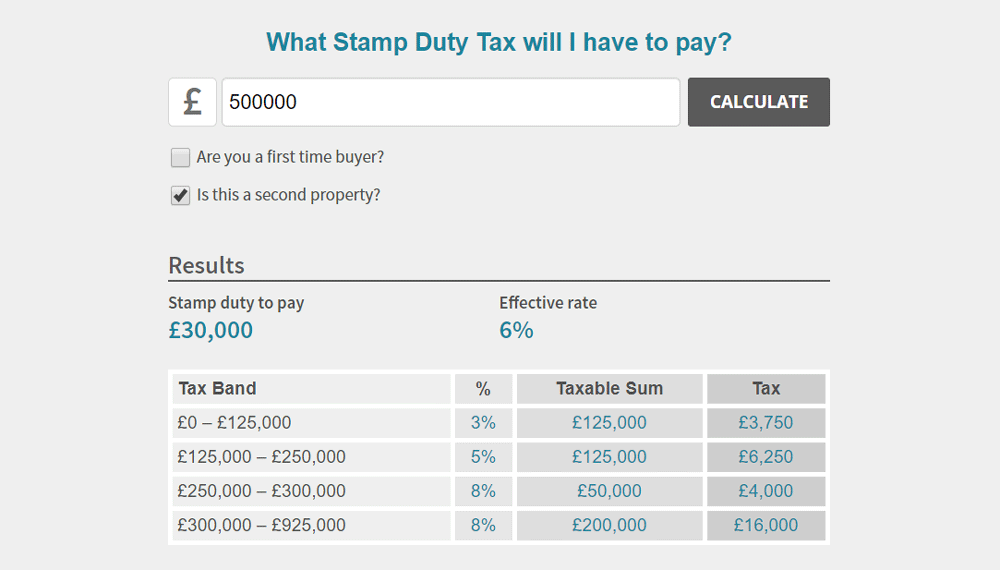 What Stamp Duty Tax will I have to pay?
£ 500000 CALCULATE
Are you a first time buyer?
Is this a second property?
Results
Stamp duty to pay Effective rate
£30,000 6%
Tax Band % Taxable Sum Tax
£0 – £125,000 3% £125,000 £3,750
£125,000 – £250,000 5% £125,000 £6,250
£250,000 – £300,000 8% £50,000 £4,000
£300,000 – £925,000 8% £200,000 £16,000